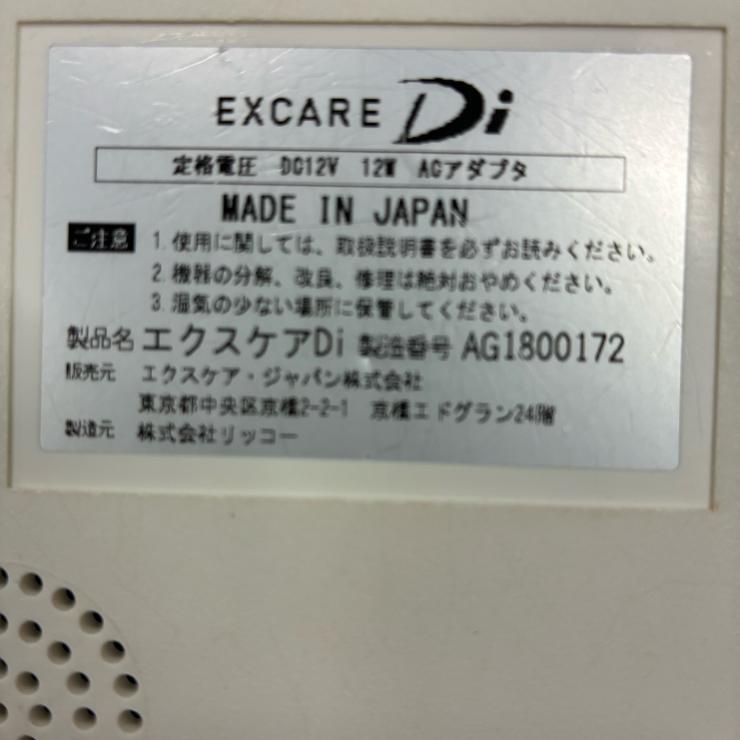 EXCARE Di
定格電圧 DC12V 12W ACアダプタ
MADE IN JAPAN
ご注意 1. 使用に関しては、取扱説明書を必ずお読みください。
2. 機器の分解、改良、修理は絶対おやめください。
3. 湿気の少ない場所に保管してください。
製品名 エクスケアDi 製造番号 AG1800172
販売元 エクスケア・ジャパン株式会社
東京都中央区京橋2-2-1 京橋エドグラン24階
製造元 株式会社リッコー